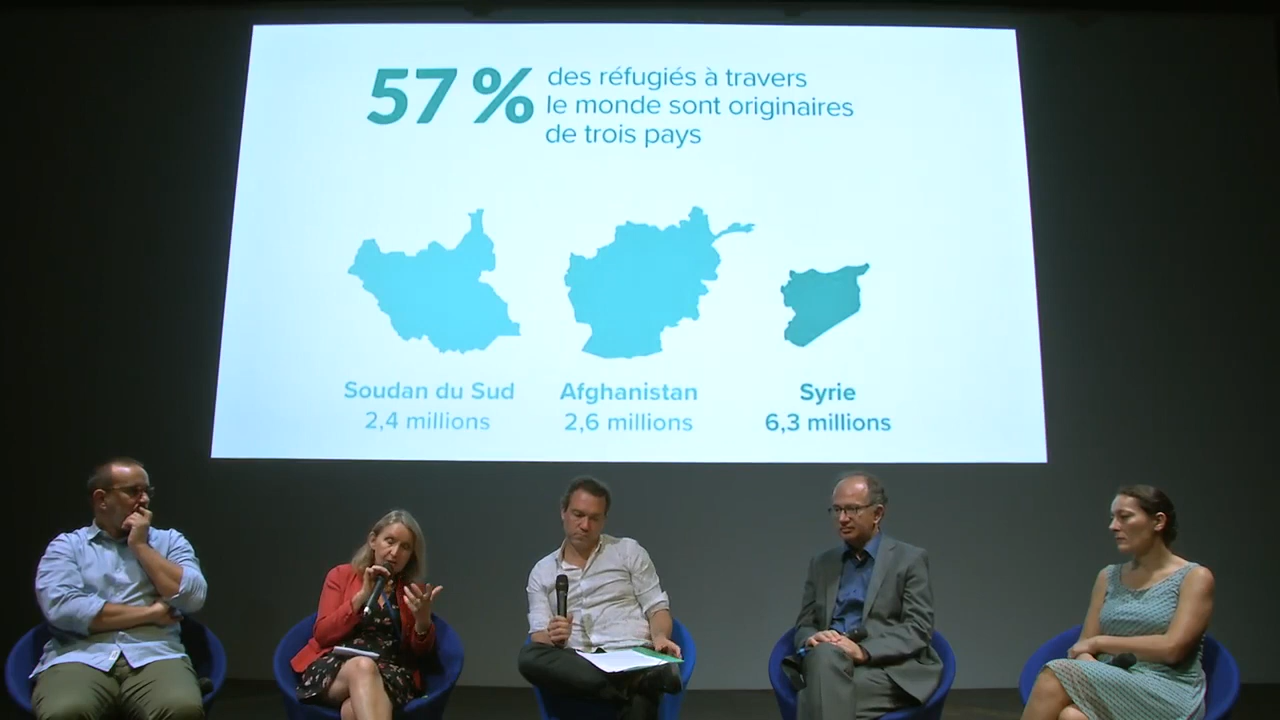 57 %
des réfugiés à travers
le monde sont originaires
de trois pays
Soudan du Sud
2,4 millions
Afghanistan
2,6 millions
Syrie
6,3 millions